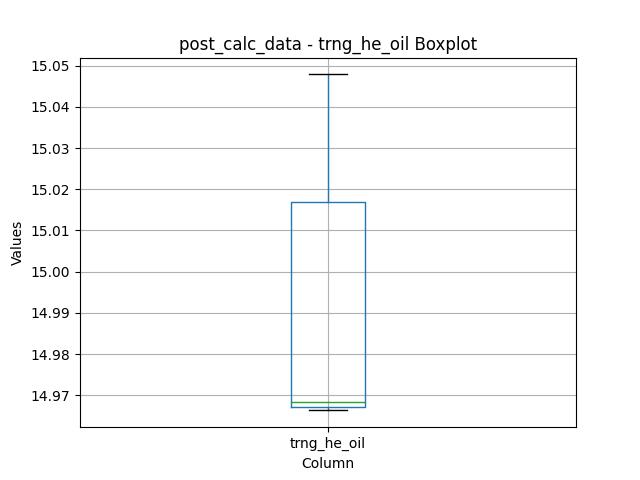 post_calc_data - trng_he_oil Boxplot
15.05
15.04
15.03
15.02
15.01
15.00
14.99
14.98
14.97
Values
trng_he_oil
Column